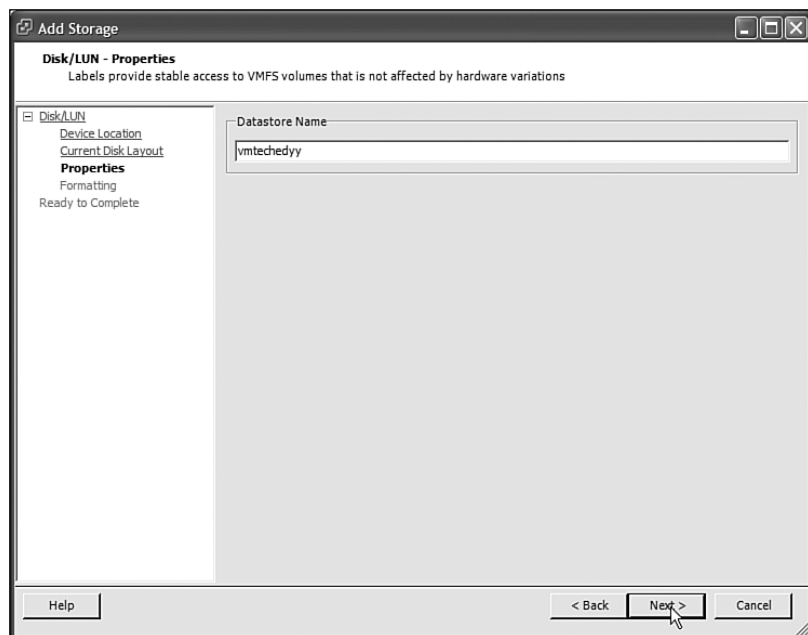 Add Storage
Disk/LUN - Properties
Labels provide stable access to VMFS volumes that is not affected by hardware variations
Disk/LUN
Device Location
Current Disk Layout
Properties
Formatting
Ready to Complete
Datastore Name
vmtechedyy
Help
< Back
Next >
Cancel